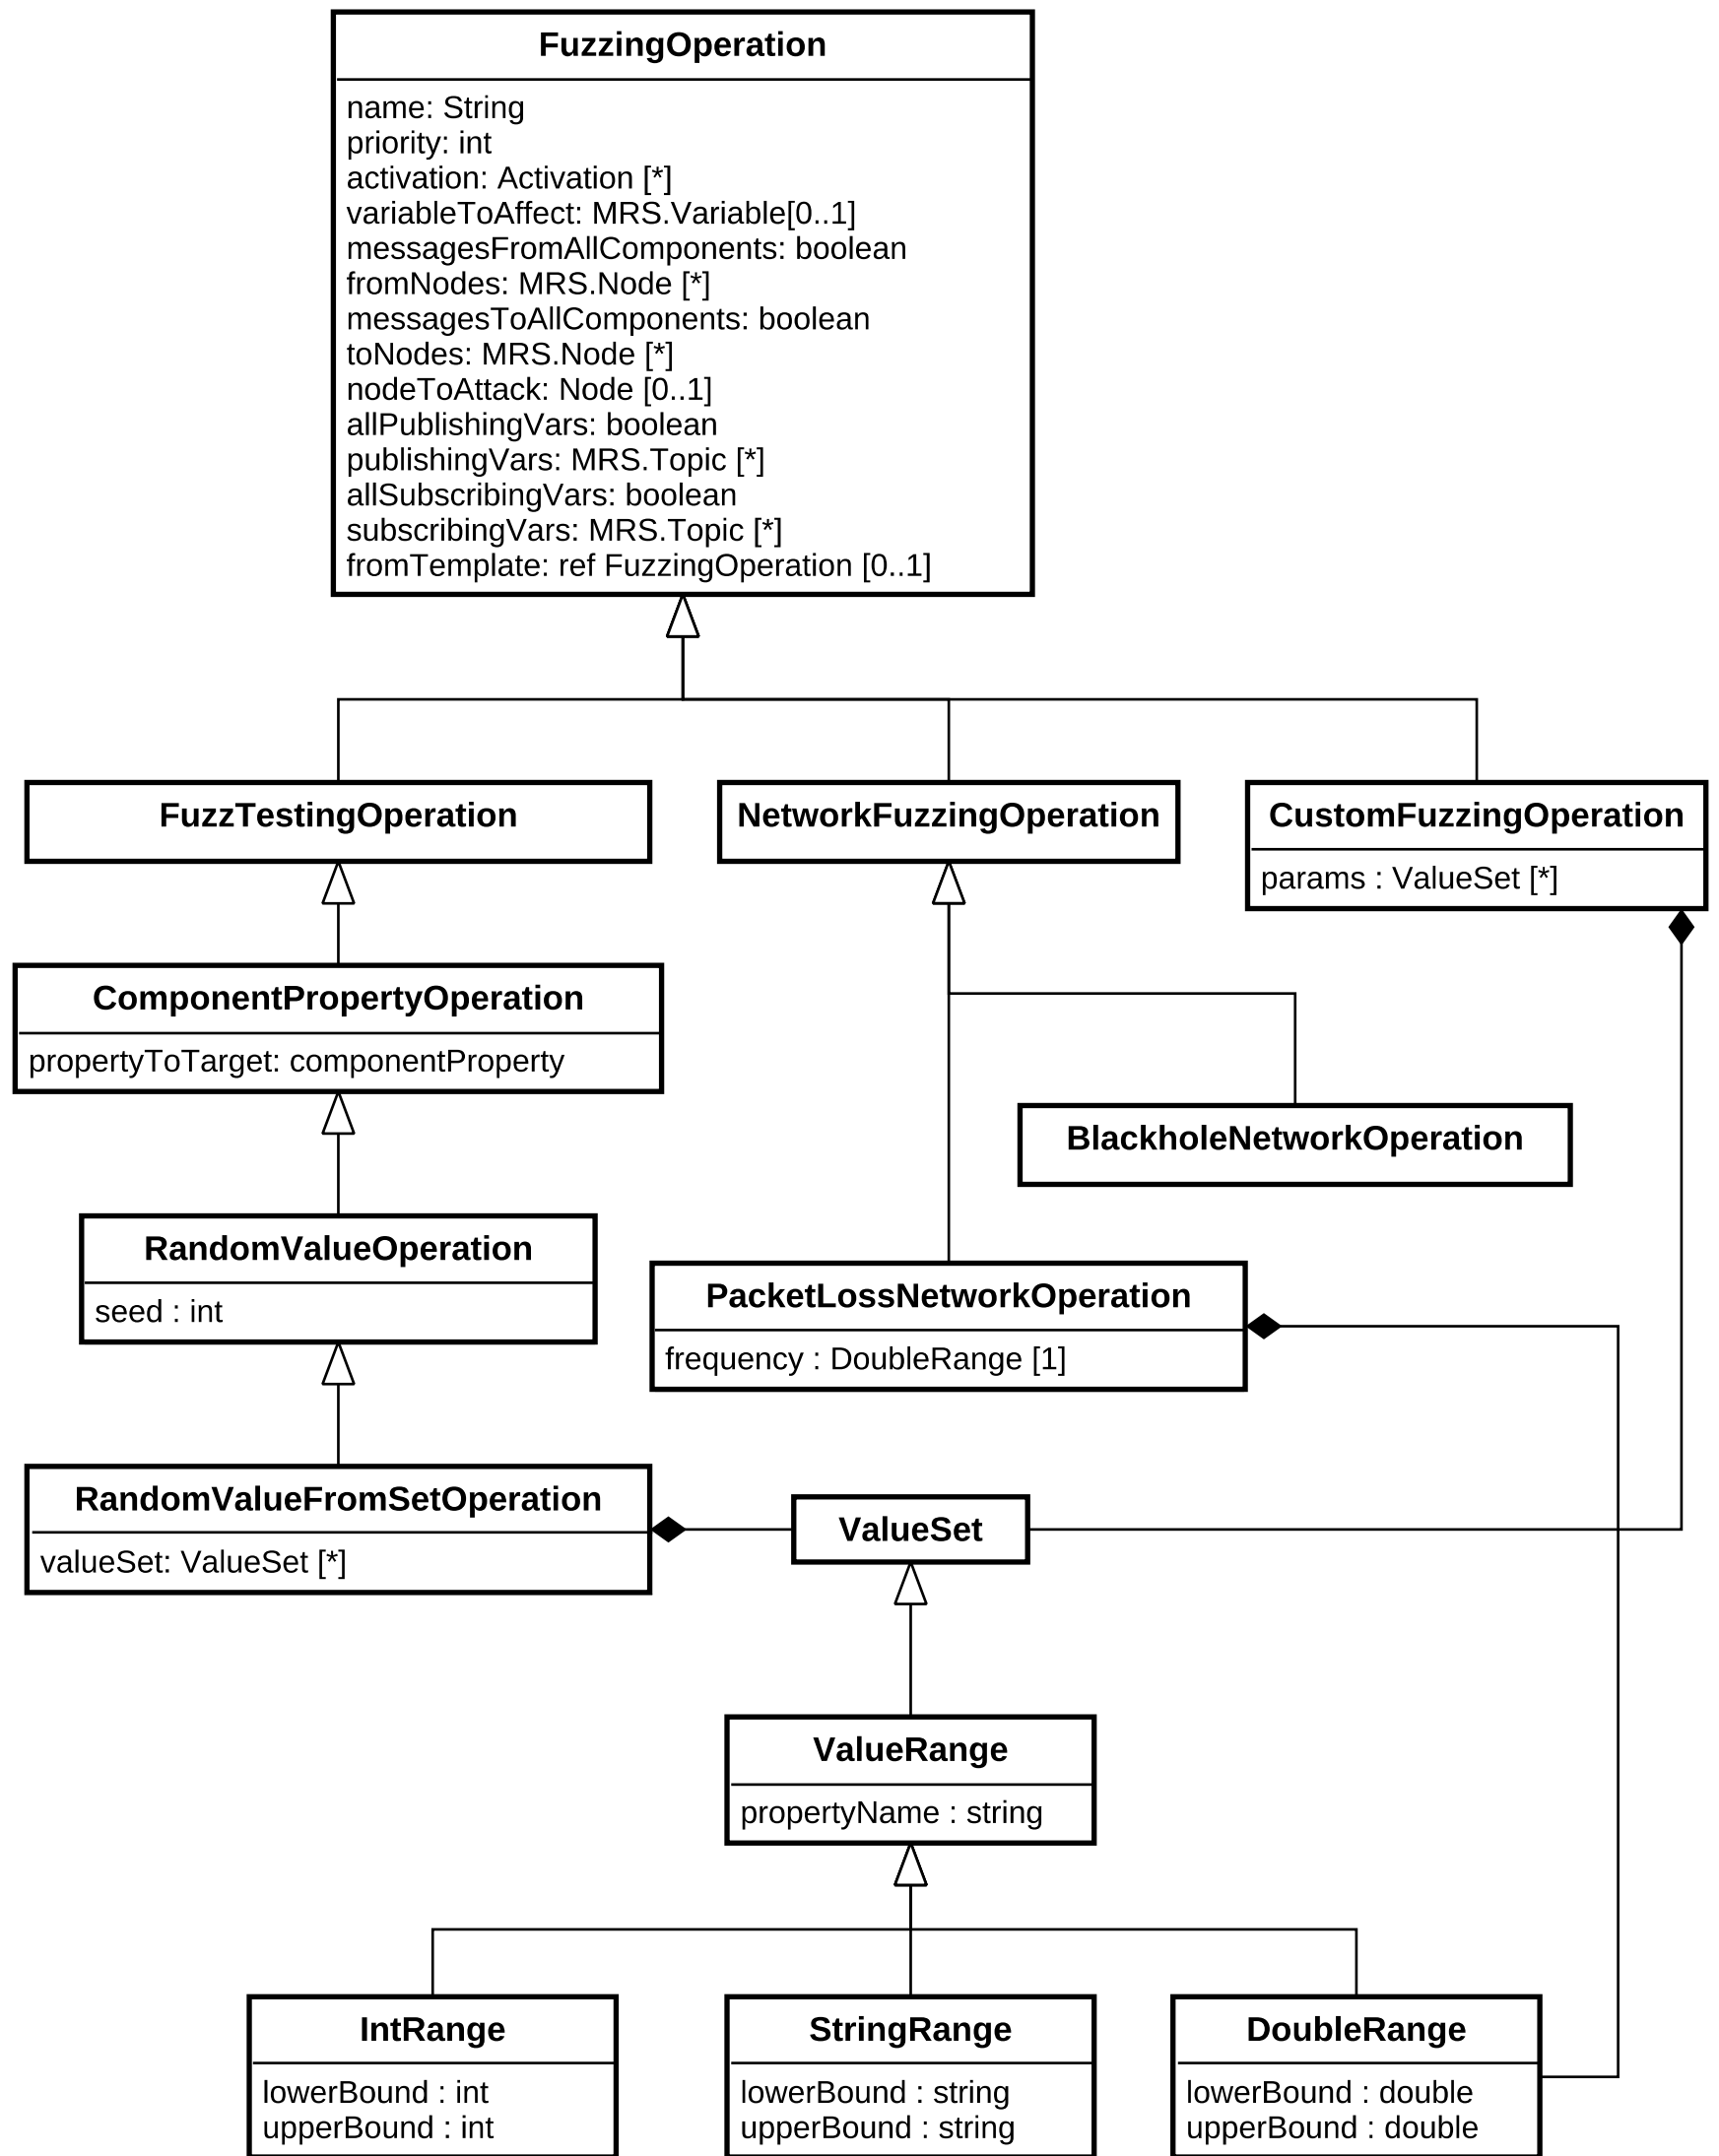 FuzzingOperation
name: String
priority: int
activation: Activation [*]
variableToAffect: MRS.Variable[0..1]
messagesFromAllComponents: boolean
fromNodes: MRS.Node [*]
messagesToAllComponents: boolean
toNodes: MRS.Node [*]
nodeToAttack: Node [0..1]
allPublishingVars: boolean
publishingVars: MRS.Topic [*]
allSubscribingVars: boolean
subscribingVars: MRS.Topic [*]
fromTemplate: ref FuzzingOperation [0..1]
FuzzTestingOperation
NetworkFuzzingOperation
CustomFuzzingOperation
params : ValueSet [*]
ComponentPropertyOperation
propertyToTarget: componentProperty
BlackholeNetworkOperation
RandomValueOperation
seed : int
PacketLossNetworkOperation
frequency : DoubleRange [1]
RandomValueFromSetOperation
valueSet: ValueSet [*]
ValueSet
ValueRange
propertyName : string
IntRange
lowerBound : int
upperBound : int
StringRange
lowerBound : string
upperBound : string
DoubleRange
lowerBound : double
upperBound : double